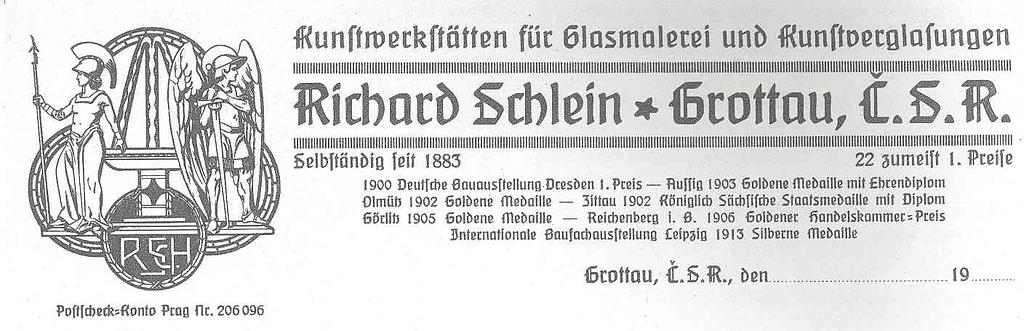 Kunstwerkstätten für Glasmalerei und Kunstverglasungen
Richard Schlein * Grottau, Č.S.R.
Selbständig seit 1883 22 zumeist 1. Preise
1900 Deutsche Bauausstellung Dresden 1. Preis — Aussig 1903 Goldene Medaille mit Ehrendiplom
Olmütz 1902 Goldene Medaille — Zittau 1902 Königlich Sächsische Staatsmedaille mit Diplom
Görlitz 1905 Goldene Medaille — Reichenberg i. B. 1906 Goldener Handelskammer-Preis
Internationale Baufachausstellung Leipzig 1913 Silberne Medaille
Grottau, Č.S.R., den 19
RSCH
Postscheck-Konto Prag Nr. 206096